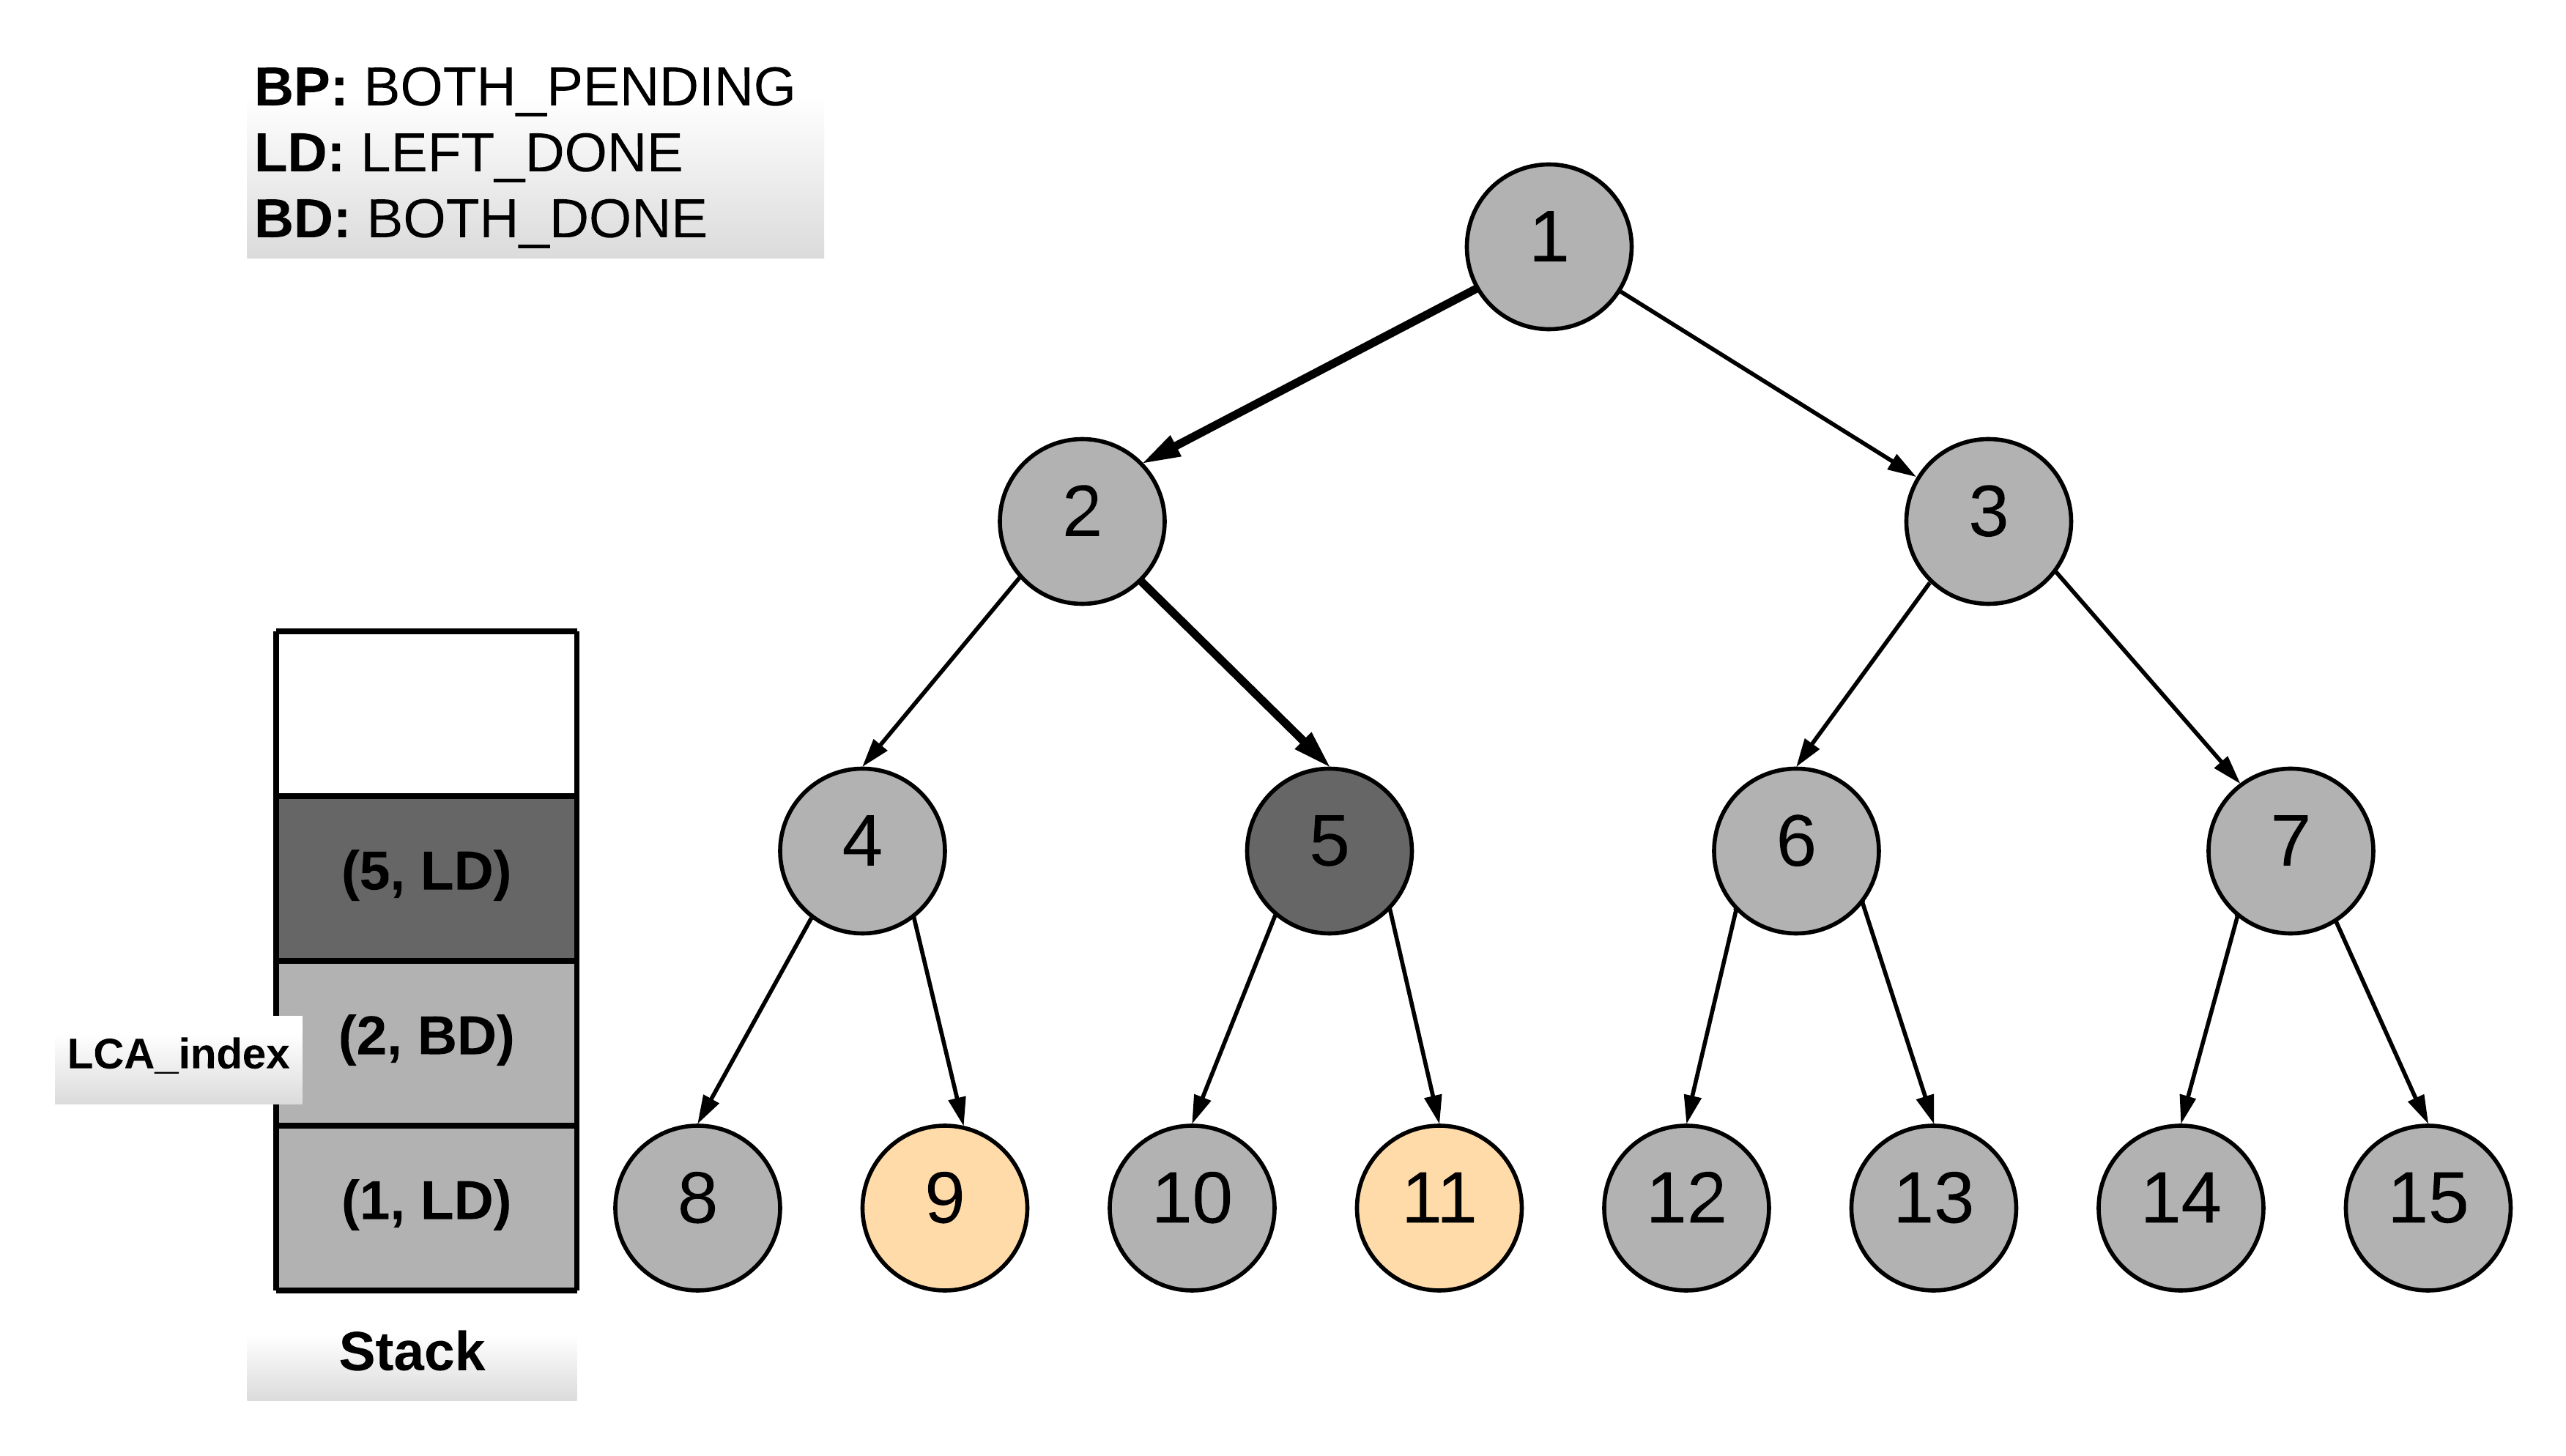 BP: BOTH_PENDING
LD: LEFT_DONE
BD: BOTH_DONE
1
2
3
4
5
6
7
(5, LD)
(2, BD)
LCA_index
(1, LD)
8
9
10
11
12
13
14
15
Stack